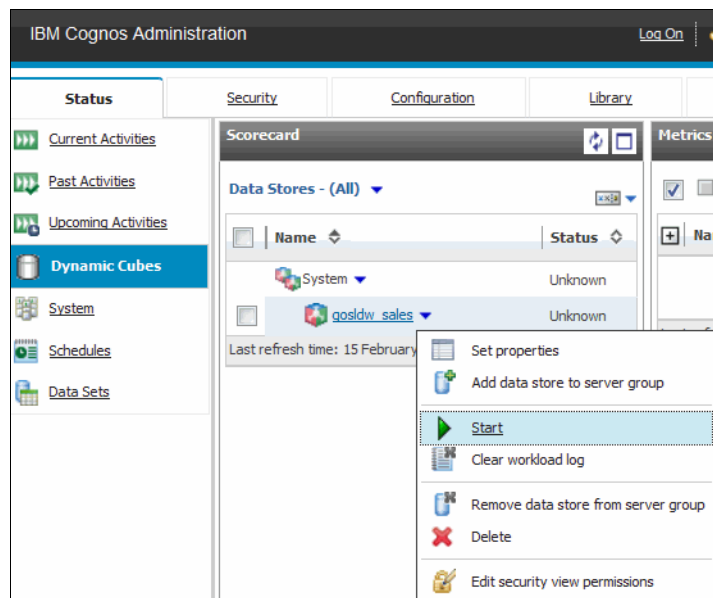 IBM Cognos Administration
Log On
Status
Security
Configuration
Library
Current Activities
Past Activities
Upcoming Activities
Dynamic Cubes
System
Schedules
Data Sets
Scorecard
Data Stores - (All)
Name
Status
System
Unknown
gosldw_sales
Unknown
Last refresh time: 15 February
Metrics
Na
Set properties
Add data store to server group
Start
Clear workload log
Remove data store from server group
Delete
Edit security view permissions